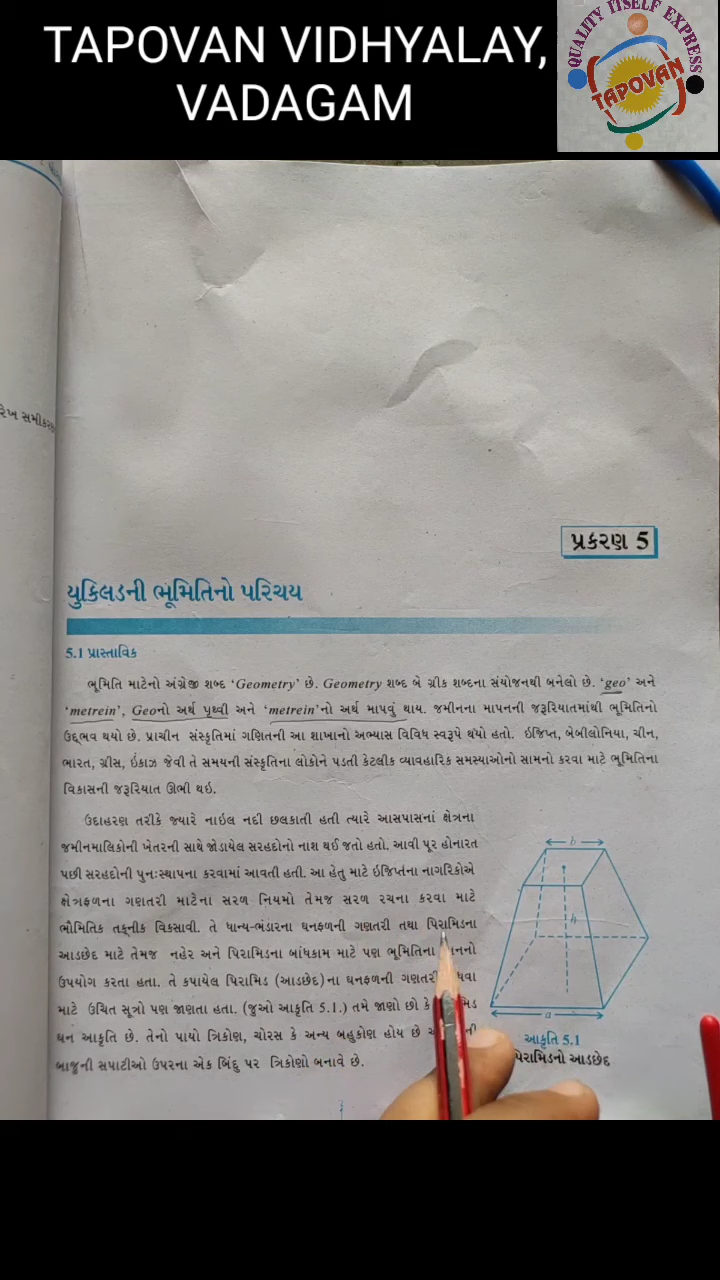 TAPOVAN VIDHYALAY,
VADAGAM
QUALITY ITSELF EXPRESS
TAPOVAN
રેખ સમીકરણ
પ્રકરણ 5
યુક્લિડની ભૂમિતિનો પરિચય
5.1 પ્રાસ્તાવિક
ભૂમિતિ માટેનો અંગ્રેજી શબ્દ ‘Geometry’ છે. Geometry શબ્દ બે ગ્રીક શબ્દના સંયોજનથી બનેલો છે. ‘geo’ અને
‘metrein’, Geoનો અર્થ પૃથ્વી અને ‘metrein’નો અર્થ માપવું થાય. જમીનના માપનની જરૂરિયાતમાંથી ભૂમિતિનો
ઉદ્ભવ થયો છે. પ્રાચીન સંસ્કૃતિમાં ગણિતની આ શાખાનો અભ્યાસ વિવિધ સ્વરૂપે થયો હતો. ઇજિપ્ત, બેબીલોનિયા, ચીન,
ભારત, ગ્રીસ, ઇંકાઝ જેવી તે સમયની સંસ્કૃતિના લોકોને પડતી કેટલીક વ્યાવહારિક સમસ્યાઓનો સામનો કરવા માટે ભૂમિતિના
વિકાસની જરૂરિયાત ઊભી થઇ.
ઉદાહરણ તરીકે જ્યારે નાઇલ નદી છલકાતી હતી ત્યારે આસપાસનાં ક્ષેત્રના
જમીનમાલિકોની ખેતરની સાથે જોડાયેલ સરહદોનો નાશ થઈ જતો હતો. આવી પૂર હોનારત
પછી સરહદોની પુનઃસ્થાપના કરવામાં આવતી હતી. આ હેતુ માટે ઇજિપ્તના નાગરિકોએ
ક્ષેત્રફળના ગણતરી માટેના સરળ નિયમો તેમજ સરળ રચના કરવા માટે
ભૌમિતિક તકનીક વિકસાવી. તે ધાન્ય-ભંડારના ઘનફળની ગણતરી તથા પિરામિડના
આડછેદ માટે તેમજ નહેર અને પિરામિડના બાંધકામ માટે પણ ભૂમિતિના
ઉપયોગ કરતા હતા. તે કપાયેલ પિરામિડ (આડછેદ)ના ઘનફળની
માટે ઉચિત સૂત્રો પણ જાણતા હતા. (જુઓ આકૃતિ 5.1.) તમે જાણો છો કે
ઘન આકૃતિ છે. તેનો પાયો ત્રિકોણ, ચોરસ કે અન્ય બહુકોણ હોય છે
બાજુની સપાટીઓ ઉપરના એક બિંદુ પર ત્રિકોણો બનાવે છે.
b
h
a
આકૃતિ 5.1
પિરામિડનો આડછેદ